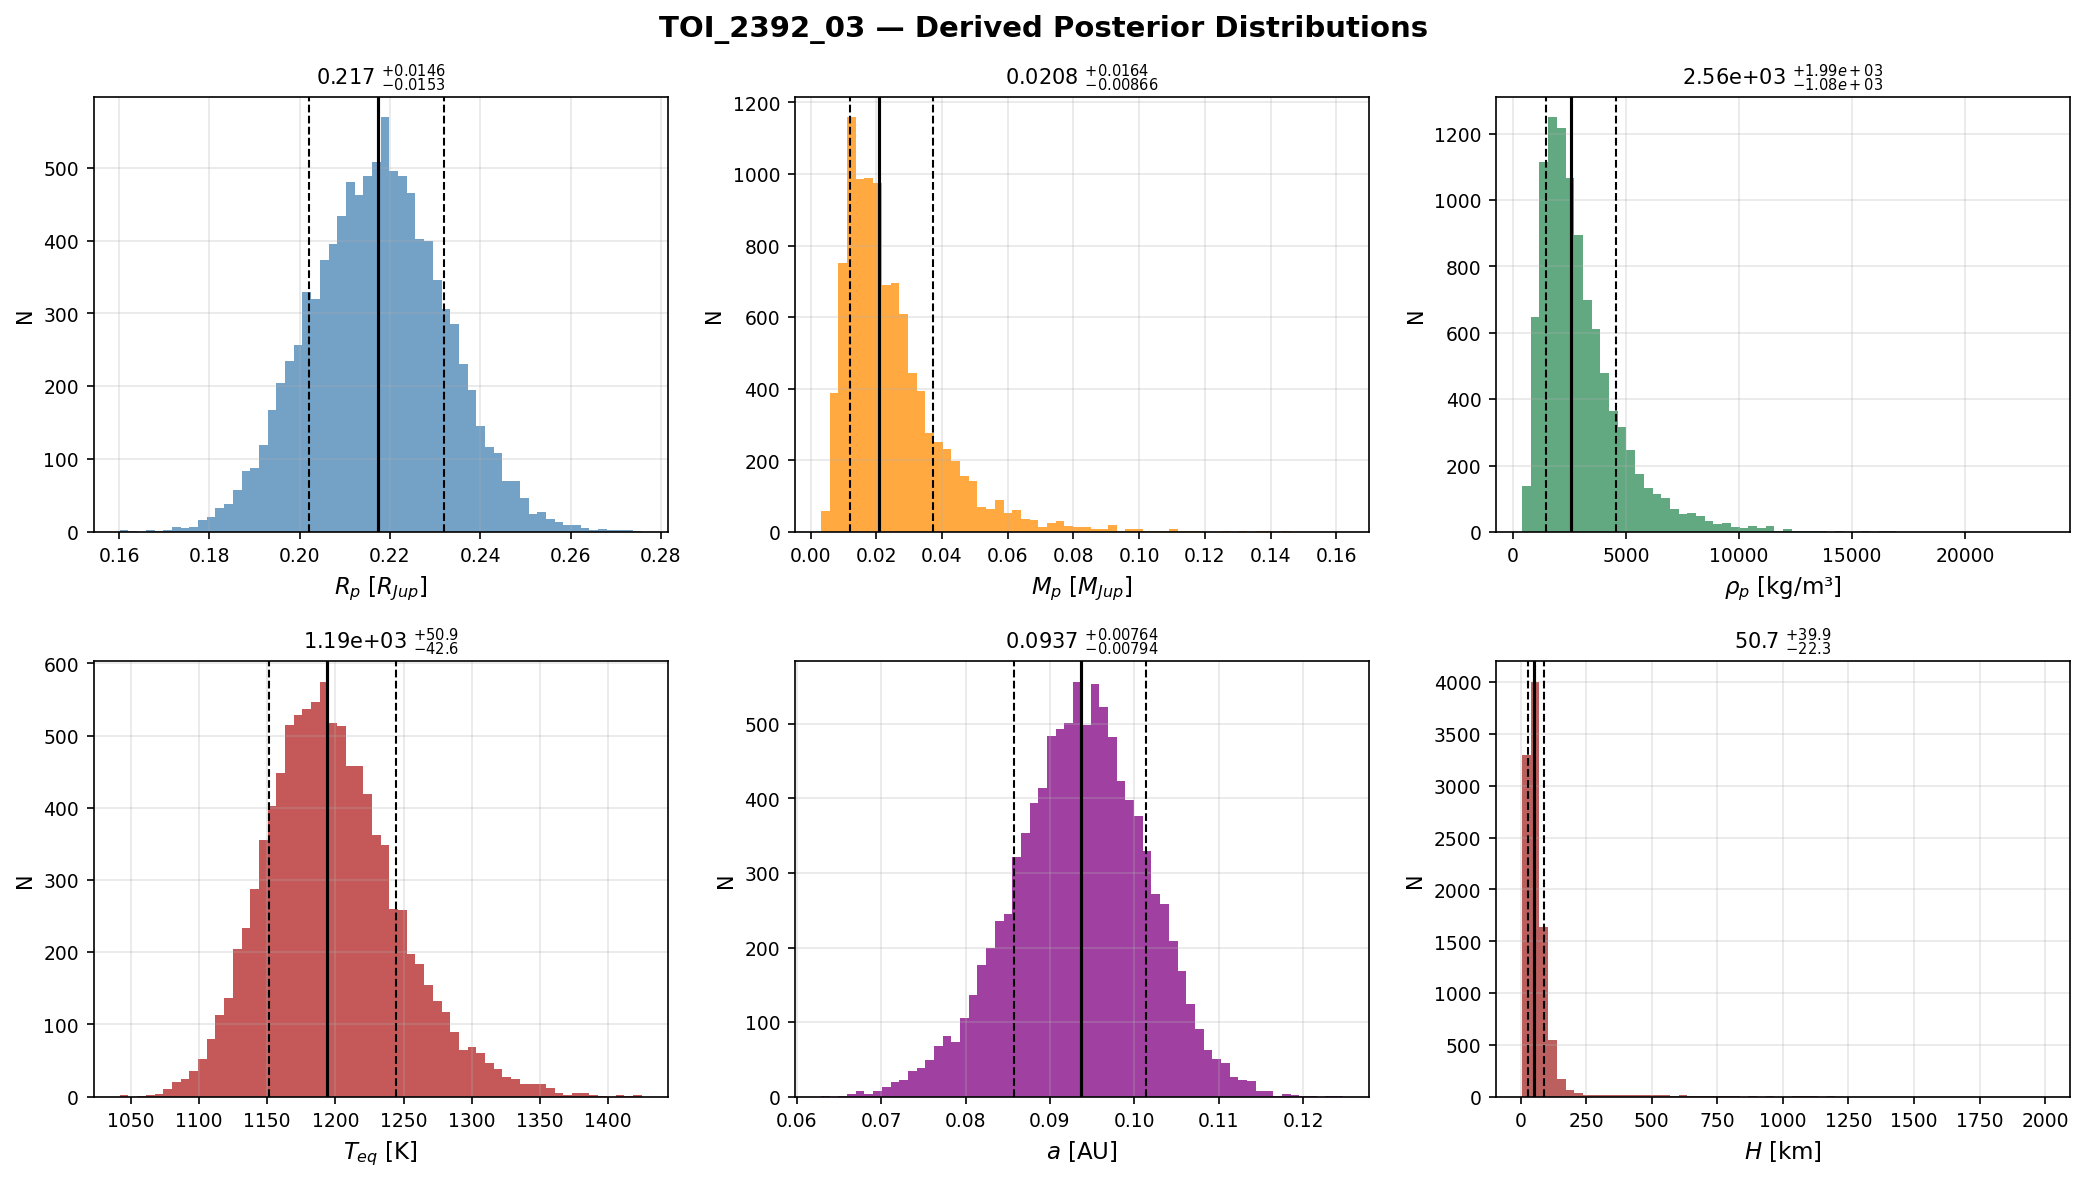 TOI_2392_03 — Derived Posterior Distributions
0.217 +0.0146 −0.0153
600
500
400
300
200
100
0
N
0.16 0.18 0.20 0.22 0.24 0.26 0.28
R_p [R_Jup]
0.0208 +0.0164 −0.00866
1200
1000
800
600
400
200
0
N
0.00 0.02 0.04 0.06 0.08 0.10 0.12 0.14 0.16
M_p [M_Jup]
2.56e+03 +1.99e+03 −1.08e+03
1200
1000
800
600
400
200
0
N
0 5000 10000 15000 20000
ρ_p [kg/m³]
1.19e+03 +50.9 −42.6
600
500
400
300
200
100
0
N
1050 1100 1150 1200 1250 1300 1350 1400
T_eq [K]
0.0937 +0.00764 −0.00794
500
400
300
200
100
0
N
0.06 0.07 0.08 0.09 0.10 0.11 0.12
a [AU]
50.7 +39.9 −22.3
4000
3500
3000
2500
2000
1500
1000
500
0
N
0 250 500 750 1000 1250 1500 1750 2000
H [km]